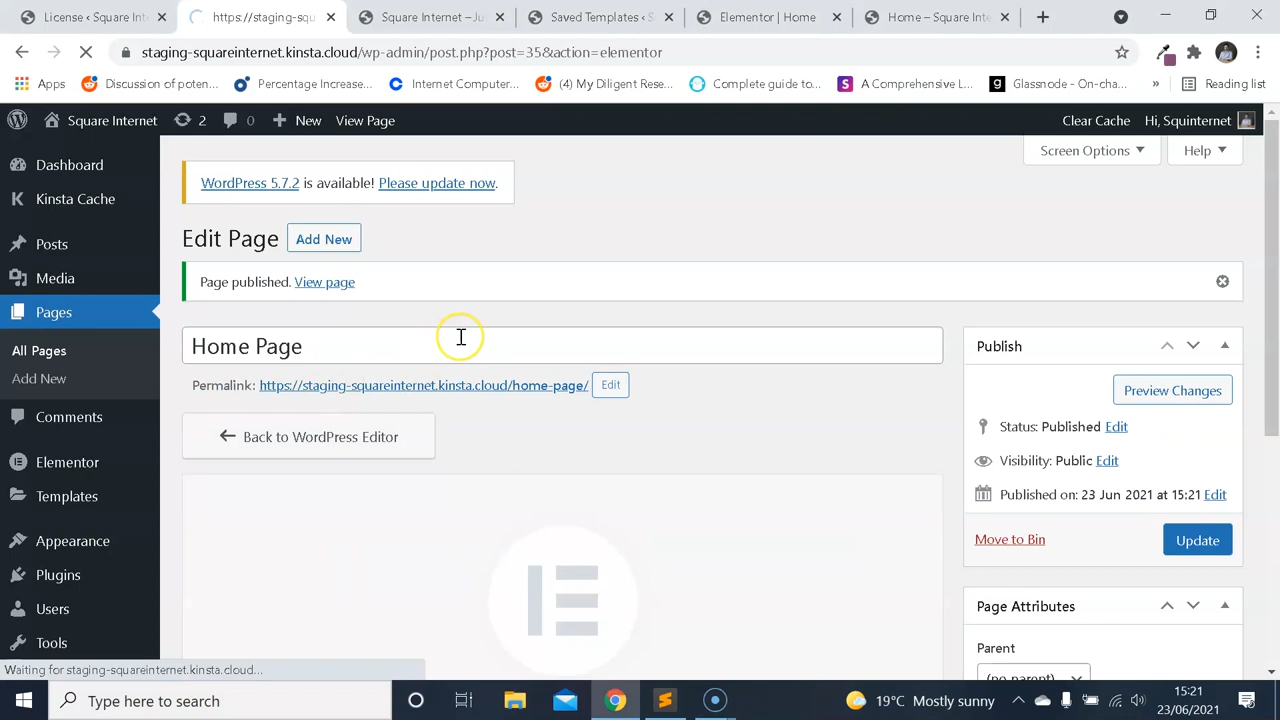 License ‹ Square Inte
https://staging-squ
Square Internet – Ju
Saved Templates ‹ S
Elementor | Home
Home – Square Inte
staging-squareinternet.kinsta.cloud/wp-admin/post.php?post=35&action=elementor
Apps
Discussion of poten...
Percentage Increase...
Internet Computer...
(4) My Diligent Rese...
Complete guide to...
A Comprehensive L...
Glassnode - On-cha...
»
Reading list
Square Internet
2
0
New
View Page
Clear Cache
Hi, Squinternet
Dashboard
Kinsta Cache
Posts
Media
Pages
All Pages
Add New
Comments
Elementor
Templates
Appearance
Plugins
Users
Tools
Screen Options
Help
WordPress 5.7.2 is available! Please update now.
Edit Page
Add New
Page published. View page
Home Page
Permalink: https://staging-squareinternet.kinsta.cloud/home-page/ Edit
Back to WordPress Editor
Publish
Preview Changes
Status: Published Edit
Visibility: Public Edit
Published on: 23 Jun 2021 at 15:21 Edit
Move to Bin
Update
Page Attributes
Parent
(no parent)
Waiting for staging-squareinternet.kinsta.cloud...
Type here to search
19°C Mostly sunny
15:21
23/06/2021